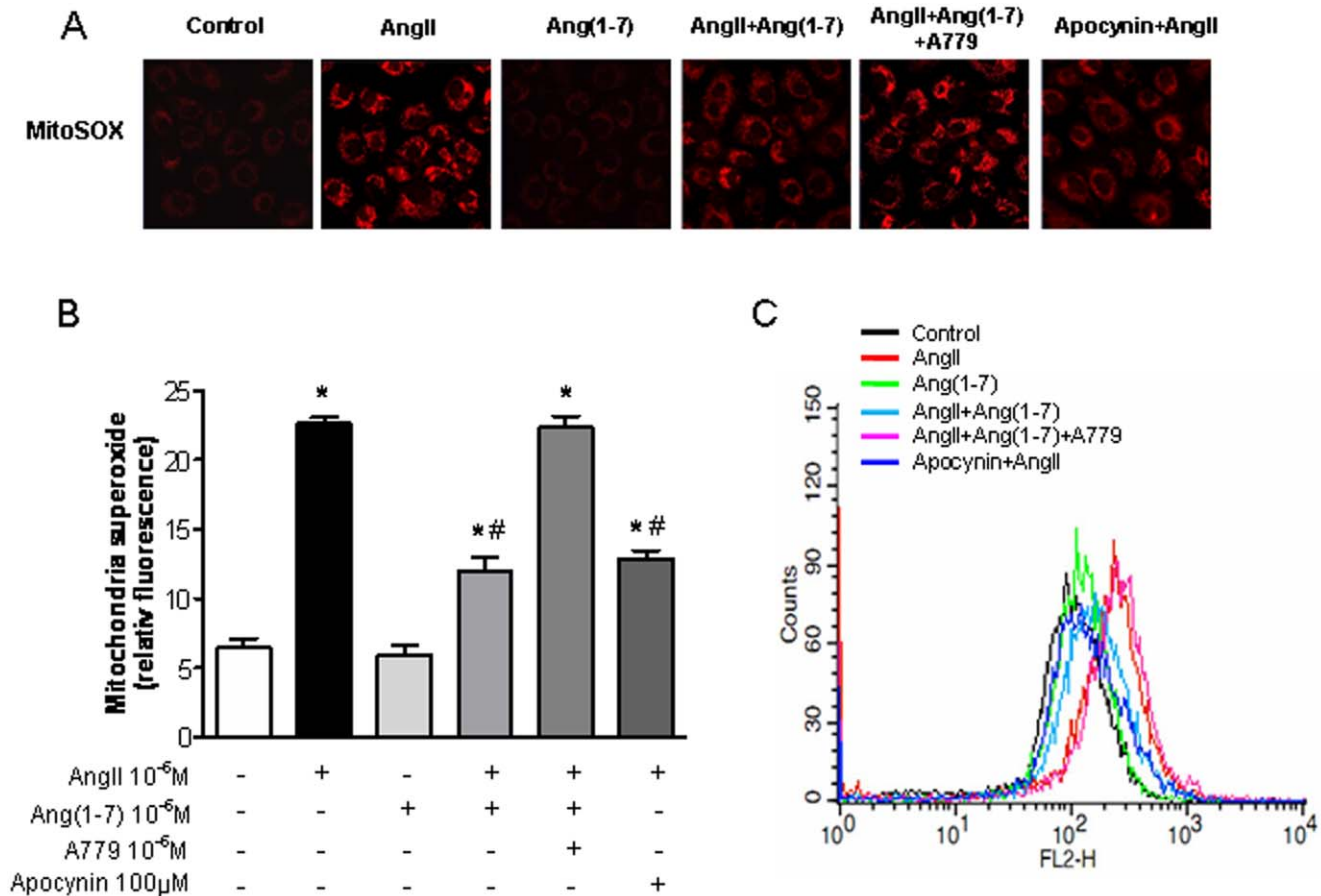 A
Control
AngII
Ang(1-7)
AngII+Ang(1-7)
AngII+Ang(1-7)
+A779
Apocynin+AngII
MitoSOX
B
Mitochondria superoxide
(relativ fluorescence)
25
20
15
10
5
0
*
* #
*
* #
AngII 10⁻⁶M - + - + + +
Ang(1-7) 10⁻⁶M - - + + + -
A779 10⁻⁶M - - - - + -
Apocynin 100µM - - - - - +
C
Control
AngII
Ang(1-7)
AngII+Ang(1-7)
AngII+Ang(1-7)+A779
Apocynin+AngII
Counts
150
120
90
60
30
0
10⁰ 10¹ 10² 10³ 10⁴
FL2-H